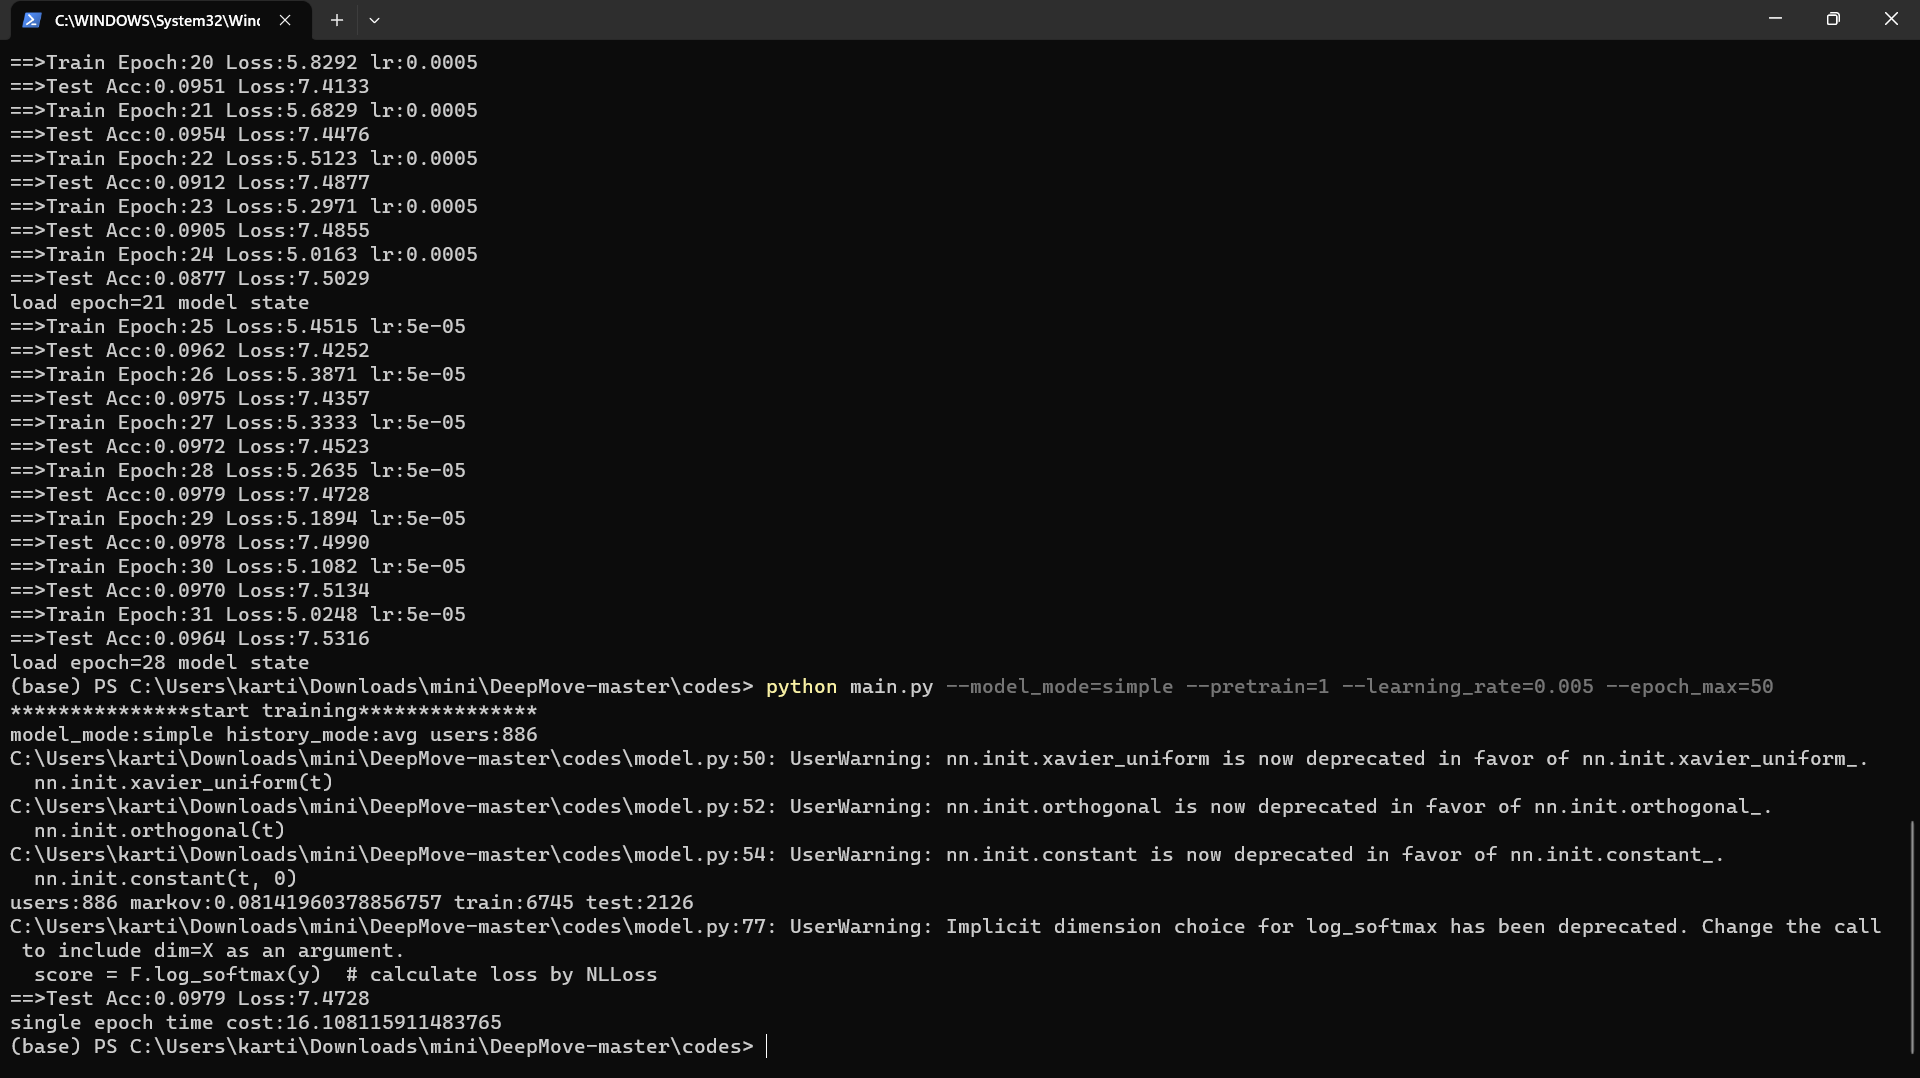 C:\WINDOWS\System32\Wind
==>Train Epoch:20 Loss:5.8292 lr:0.0005
==>Test Acc:0.0951 Loss:7.4133
==>Train Epoch:21 Loss:5.6829 lr:0.0005
==>Test Acc:0.0954 Loss:7.4476
==>Train Epoch:22 Loss:5.5123 lr:0.0005
==>Test Acc:0.0912 Loss:7.4877
==>Train Epoch:23 Loss:5.2971 lr:0.0005
==>Test Acc:0.0905 Loss:7.4855
==>Train Epoch:24 Loss:5.0163 lr:0.0005
==>Test Acc:0.0877 Loss:7.5029
load epoch=21 model state
==>Train Epoch:25 Loss:5.4515 lr:5e-05
==>Test Acc:0.0962 Loss:7.4252
==>Train Epoch:26 Loss:5.3871 lr:5e-05
==>Test Acc:0.0975 Loss:7.4357
==>Train Epoch:27 Loss:5.3333 lr:5e-05
==>Test Acc:0.0972 Loss:7.4523
==>Train Epoch:28 Loss:5.2635 lr:5e-05
==>Test Acc:0.0979 Loss:7.4728
==>Train Epoch:29 Loss:5.1894 lr:5e-05
==>Test Acc:0.0978 Loss:7.4990
==>Train Epoch:30 Loss:5.1082 lr:5e-05
==>Test Acc:0.0970 Loss:7.5134
==>Train Epoch:31 Loss:5.0248 lr:5e-05
==>Test Acc:0.0964 Loss:7.5316
load epoch=28 model state
(base) PS C:\Users\karti\Downloads\mini\DeepMove-master\codes> python main.py --model_mode=simple --pretrain=1 --learning_rate=0.005 --epoch_max=50
***************start training***************
model_mode:simple history_mode:avg users:886
C:\Users\karti\Downloads\mini\DeepMove-master\codes\model.py:50: UserWarning: nn.init.xavier_uniform is now deprecated in favor of nn.init.xavier_uniform_.
  nn.init.xavier_uniform(t)
C:\Users\karti\Downloads\mini\DeepMove-master\codes\model.py:52: UserWarning: nn.init.orthogonal is now deprecated in favor of nn.init.orthogonal_.
  nn.init.orthogonal(t)
C:\Users\karti\Downloads\mini\DeepMove-master\codes\model.py:54: UserWarning: nn.init.constant is now deprecated in favor of nn.init.constant_.
  nn.init.constant(t, 0)
users:886 markov:0.08141960378856757 train:6745 test:2126
C:\Users\karti\Downloads\mini\DeepMove-master\codes\model.py:77: UserWarning: Implicit dimension choice for log_softmax has been deprecated. Change the call
 to include dim=X as an argument.
  score = F.log_softmax(y)  # calculate loss by NLLoss
==>Test Acc:0.0979 Loss:7.4728
single epoch time cost:16.108115911483765
(base) PS C:\Users\karti\Downloads\mini\DeepMove-master\codes>